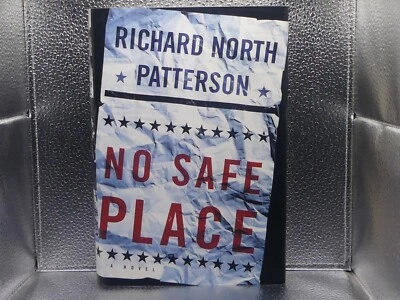 RICHARD NORTH
PATTERSON
NO SAFE
PLACE
A NOVEL